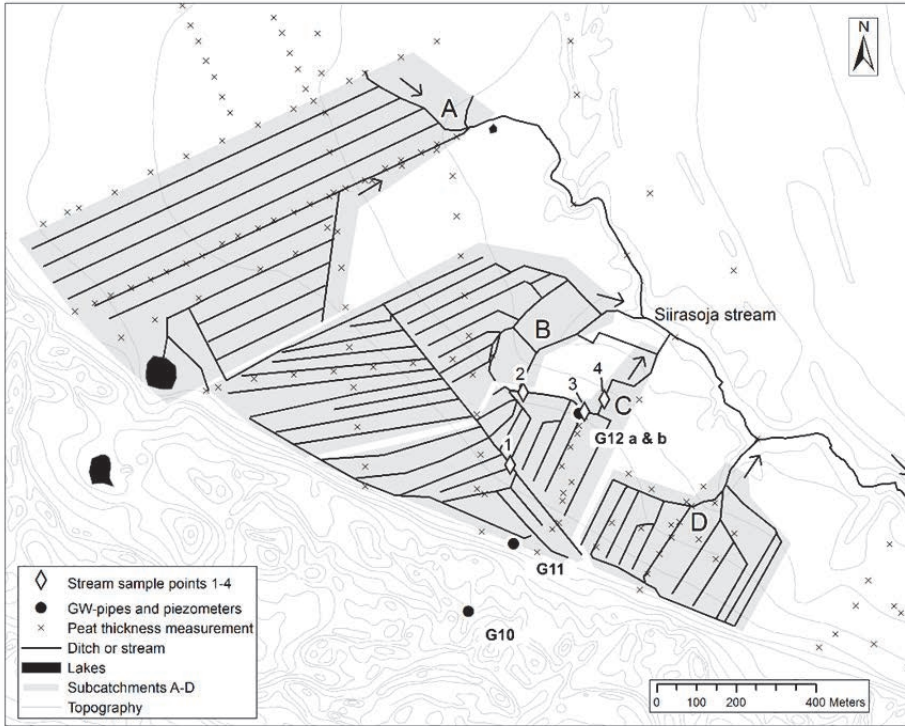 N
A
Siirasoja stream
B
2
3
4
C
G12 a & b
1
D
G11
G10
Stream sample points 1-4
GW-pipes and piezometers
Peat thickness measurement
Ditch or stream
Lakes
Subcatchments A-D
Topography
0 100 200 400 Meters